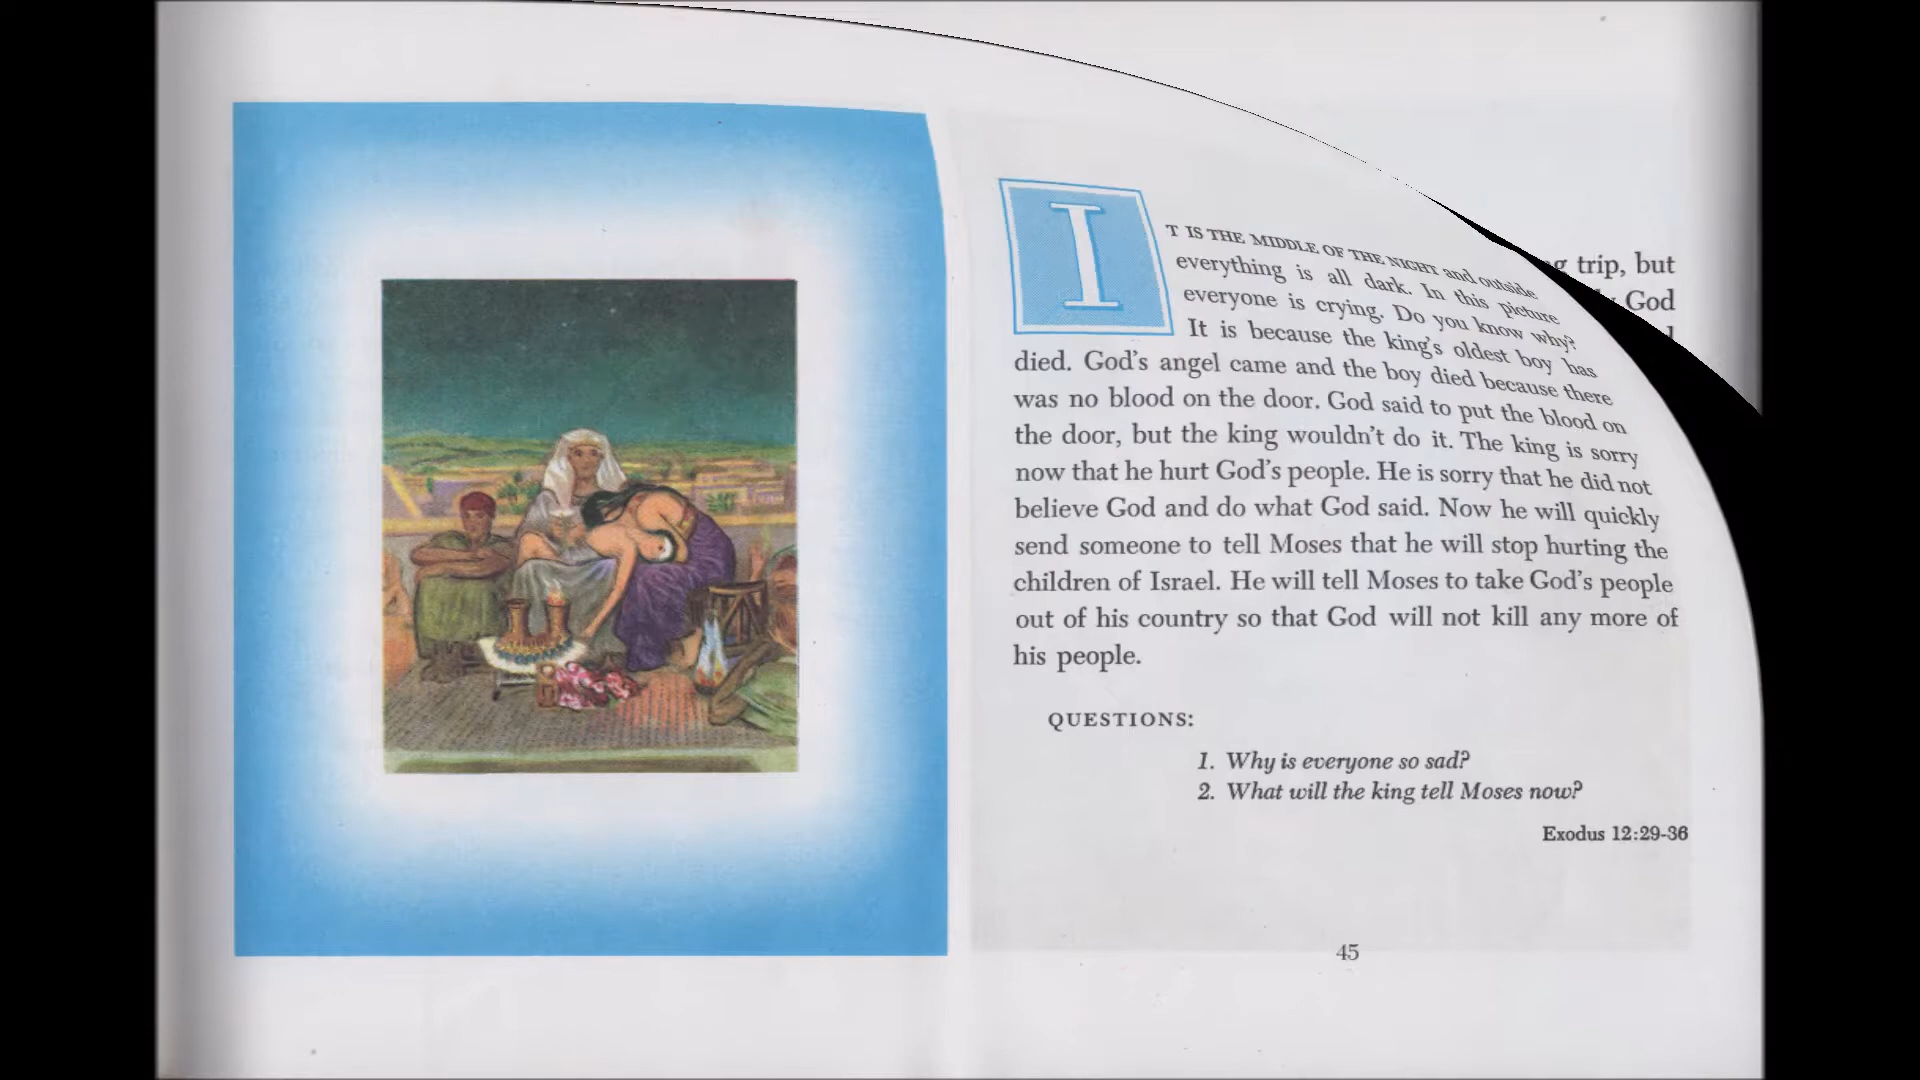 IT IS THE MIDDLE OF THE NIGHT and outside
everything is all dark. In this picture
everyone is crying. Do you know why?
It is because the king's oldest boy has
died. God's angel came and the boy died because there
was no blood on the door. God said to put the blood on
the door, but the king wouldn't do it. The king is sorry
now that he hurt God's people. He is sorry that he did not
believe God and do what God said. Now he will quickly
send someone to tell Moses that he will stop hurting the
children of Israel. He will tell Moses to take God's people
out of his country so that God will not kill any more of
his people.
QUESTIONS:
1. Why is everyone so sad?
2. What will the king tell Moses now?
Exodus 12:29-36
45
trip, but
God